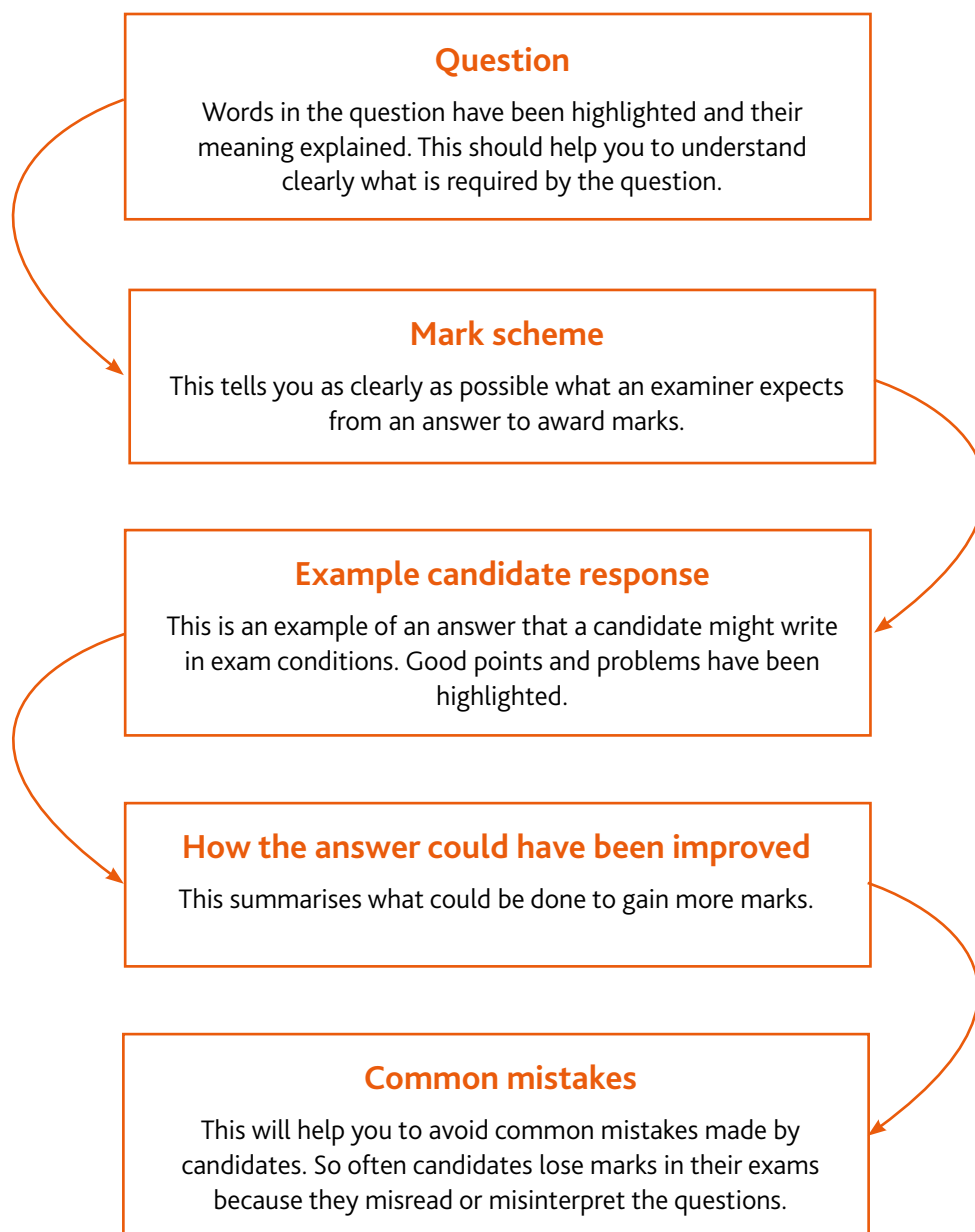 Question
Words in the question have been highlighted and their
meaning explained. This should help you to understand
clearly what is required by the question.
Mark scheme
This tells you as clearly as possible what an examiner expects
from an answer to award marks.
Example candidate response
This is an example of an answer that a candidate might write
in exam conditions. Good points and problems have been
highlighted.
How the answer could have been improved
This summarises what could be done to gain more marks.
Common mistakes
This will help you to avoid common mistakes made by
candidates. So often candidates lose marks in their exams
because they misread or misinterpret the questions.